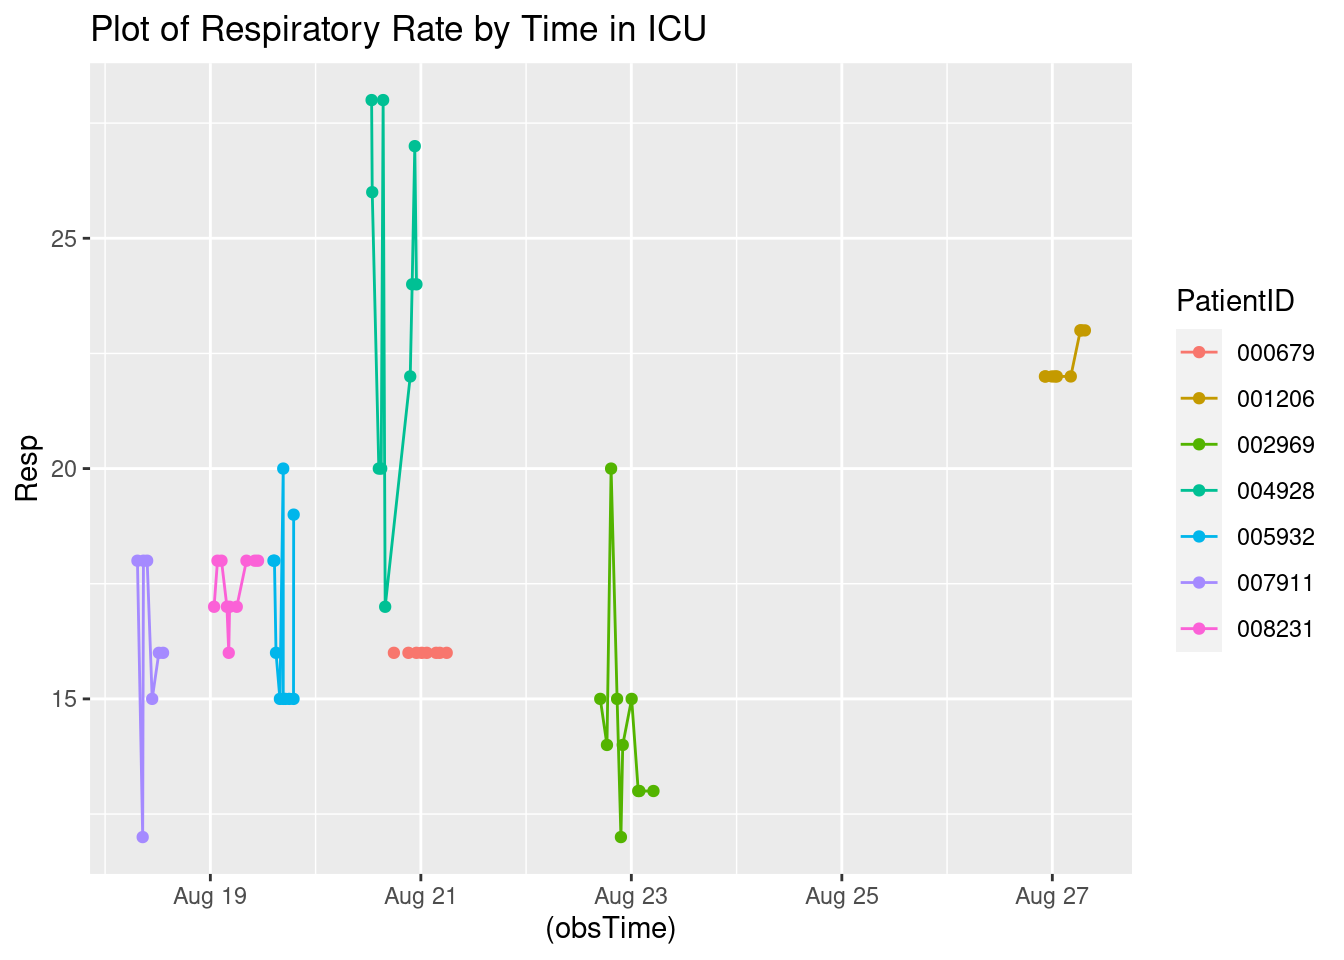 Plot of Respiratory Rate by Time in ICU
Resp
25
20
15
Aug 19
Aug 21
Aug 23
Aug 25
Aug 27
(obsTime)
PatientID
000679
001206
002969
004928
005932
007911
008231